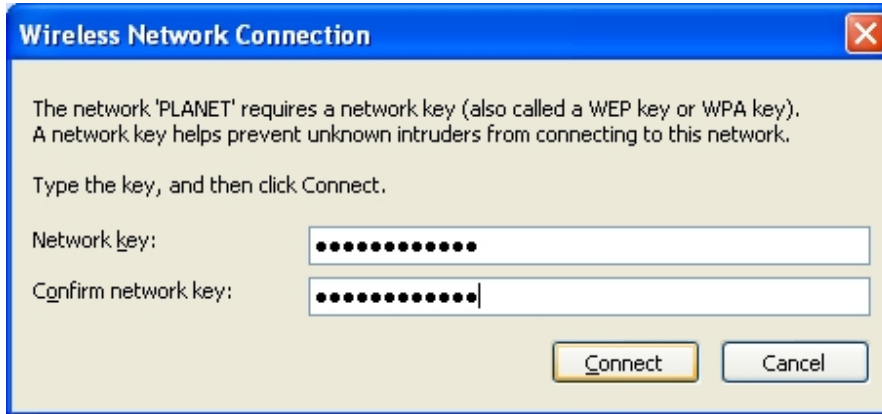 Wireless Network Connection
The network 'PLANET' requires a network key (also called a WEP key or WPA key).
A network key helps prevent unknown intruders from connecting to this network.
Type the key, and then click Connect.
Network key: ••••••••••••
Confirm network key: ••••••••••••
Connect Cancel